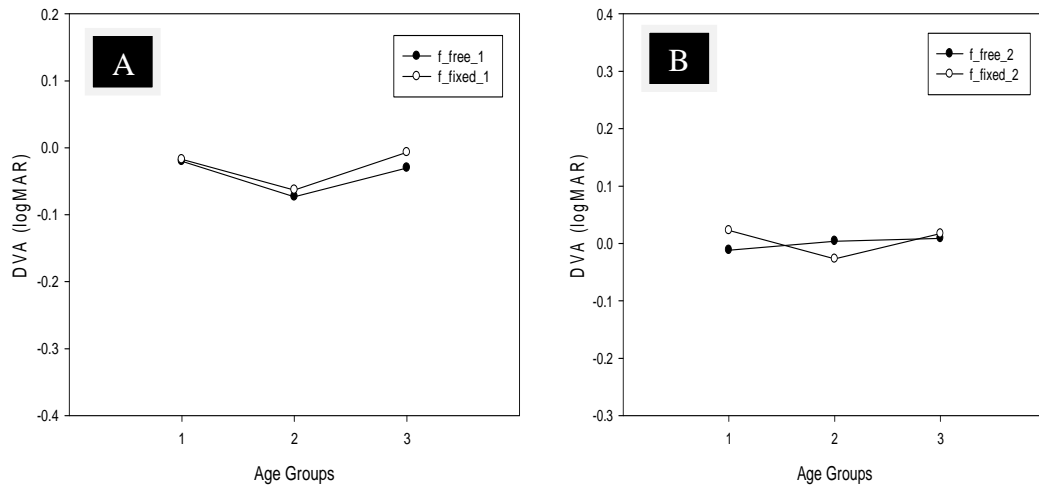 A
f_free_1
f_fixed_1
DVA (logMAR)
0.2
0.1
0.0
-0.1
-0.2
-0.3
-0.4
1
2
3
Age Groups
B
f_free_2
f_fixed_2
DVA (logMAR)
0.4
0.3
0.2
0.1
0.0
-0.1
-0.2
-0.3
1
2
3
Age Groups